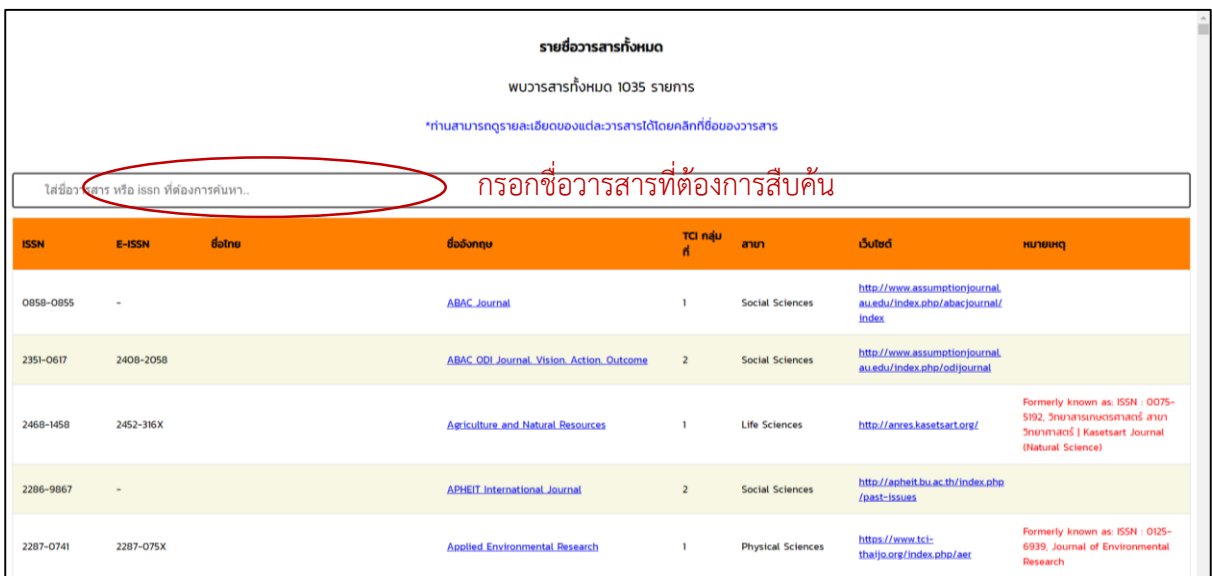 รายชื่อวารสารทั้งหมด
พบวารสารทั้งหมด 1035 รายการ
*ท่านสามารถดูรายละเอียดของแต่ละวารสารได้โดยคลิกที่ชื่อของวารสาร
ใส่ชื่อวารสาร หรือ issn ที่ต้องการค้นหา..
กรอกชื่อวารสารที่ต้องการสืบค้น
ISSN E-ISSN ชื่อไทย ชื่ออังกฤษ TCI กลุ่ม
ที่ สาขา เว็บไซต์ หมายเหตุ
0858-0855 - ABAC Journal 1 Social Sciences http://www.assumptionjournal.
au.edu/index.php/abacjournal/
index
2351-0617 2408-2058 ABAC ODI Journal. Vision. Action. Outcome 2 Social Sciences http://www.assumptionjournal.
au.edu/index.php/odijournal
2468-1458 2452-316X Agriculture and Natural Resources 1 Life Sciences http://anres.kasetsart.org/
Formerly known as: ISSN : 0075-
5192, วิทยาสารเกษตรศาสตร์ สาขา
วิทยาศาสตร์ | Kasetsart Journal
(Natural Science)
2286-9867 - APHEIT International Journal 2 Social Sciences http://apheit.bu.ac.th/index.php
/past-issues
2287-0741 2287-075X Applied Environmental Research 1 Physical Sciences https://www.tci-
thaijo.org/index.php/aer
Formerly known as: ISSN : 0125-
6939, Journal of Environmental
Research